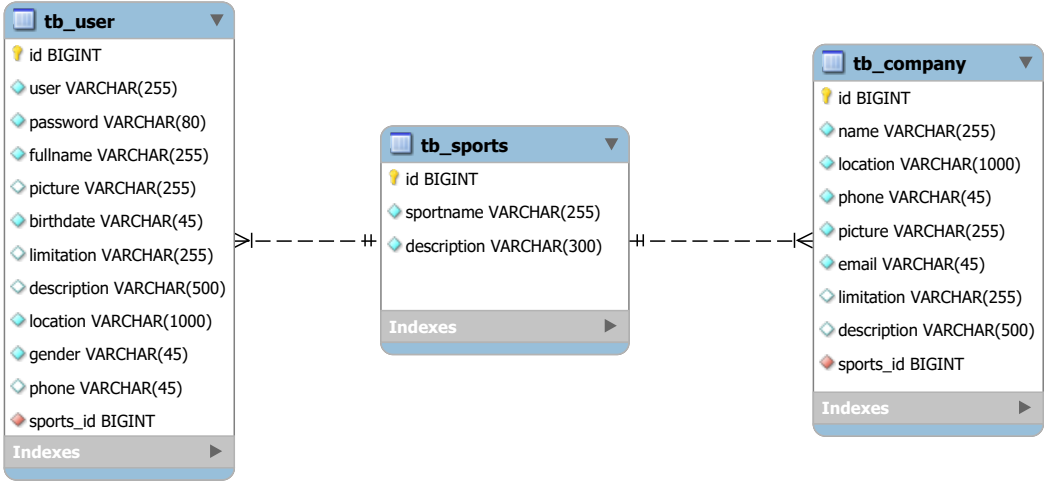 tb_user
id BIGINT
user VARCHAR(255)
password VARCHAR(80)
fullname VARCHAR(255)
picture VARCHAR(255)
birthdate VARCHAR(45)
limitation VARCHAR(255)
description VARCHAR(500)
location VARCHAR(1000)
gender VARCHAR(45)
phone VARCHAR(45)
sports_id BIGINT
Indexes
tb_sports
id BIGINT
sportname VARCHAR(255)
description VARCHAR(300)
Indexes
tb_company
id BIGINT
name VARCHAR(255)
location VARCHAR(1000)
phone VARCHAR(45)
picture VARCHAR(255)
email VARCHAR(45)
limitation VARCHAR(255)
description VARCHAR(500)
sports_id BIGINT
Indexes